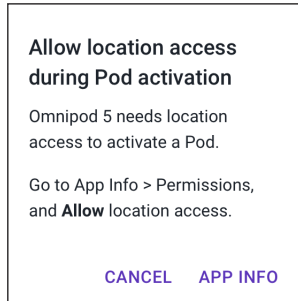 Allow location access
during Pod activation
Omnipod 5 needs location
access to activate a Pod.
Go to App Info > Permissions,
and Allow location access.
CANCEL APP INFO